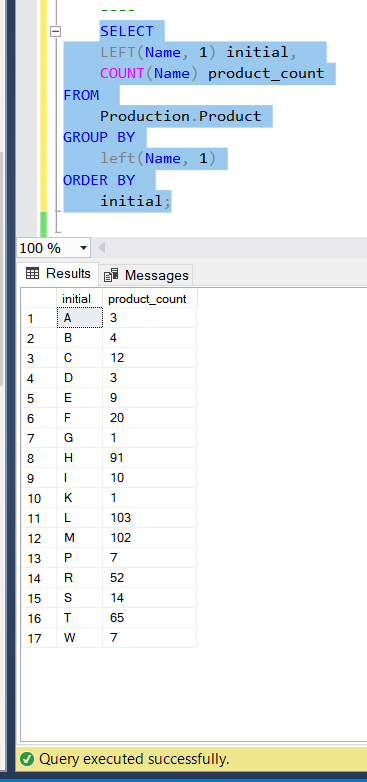 ----
SELECT
LEFT(Name, 1) initial,
COUNT(Name) product_count
FROM
Production.Product
GROUP BY
left(Name, 1)
ORDER BY
initial;
100 %
Results Messages
initial product_count
1 A 3
2 B 4
3 C 12
4 D 3
5 E 9
6 F 20
7 G 1
8 H 91
9 I 10
10 K 1
11 L 103
12 M 102
13 P 7
14 R 52
15 S 14
16 T 65
17 W 7
Query executed successfully.